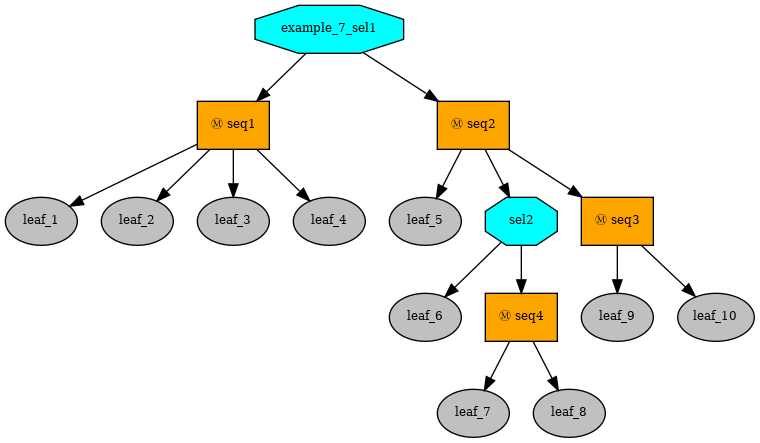 example_7_sel1
Ⓜ seq1
Ⓜ seq2
leaf_1
leaf_2
leaf_3
leaf_4
leaf_5
sel2
Ⓜ seq3
leaf_6
Ⓜ seq4
leaf_9
leaf_10
leaf_7
leaf_8